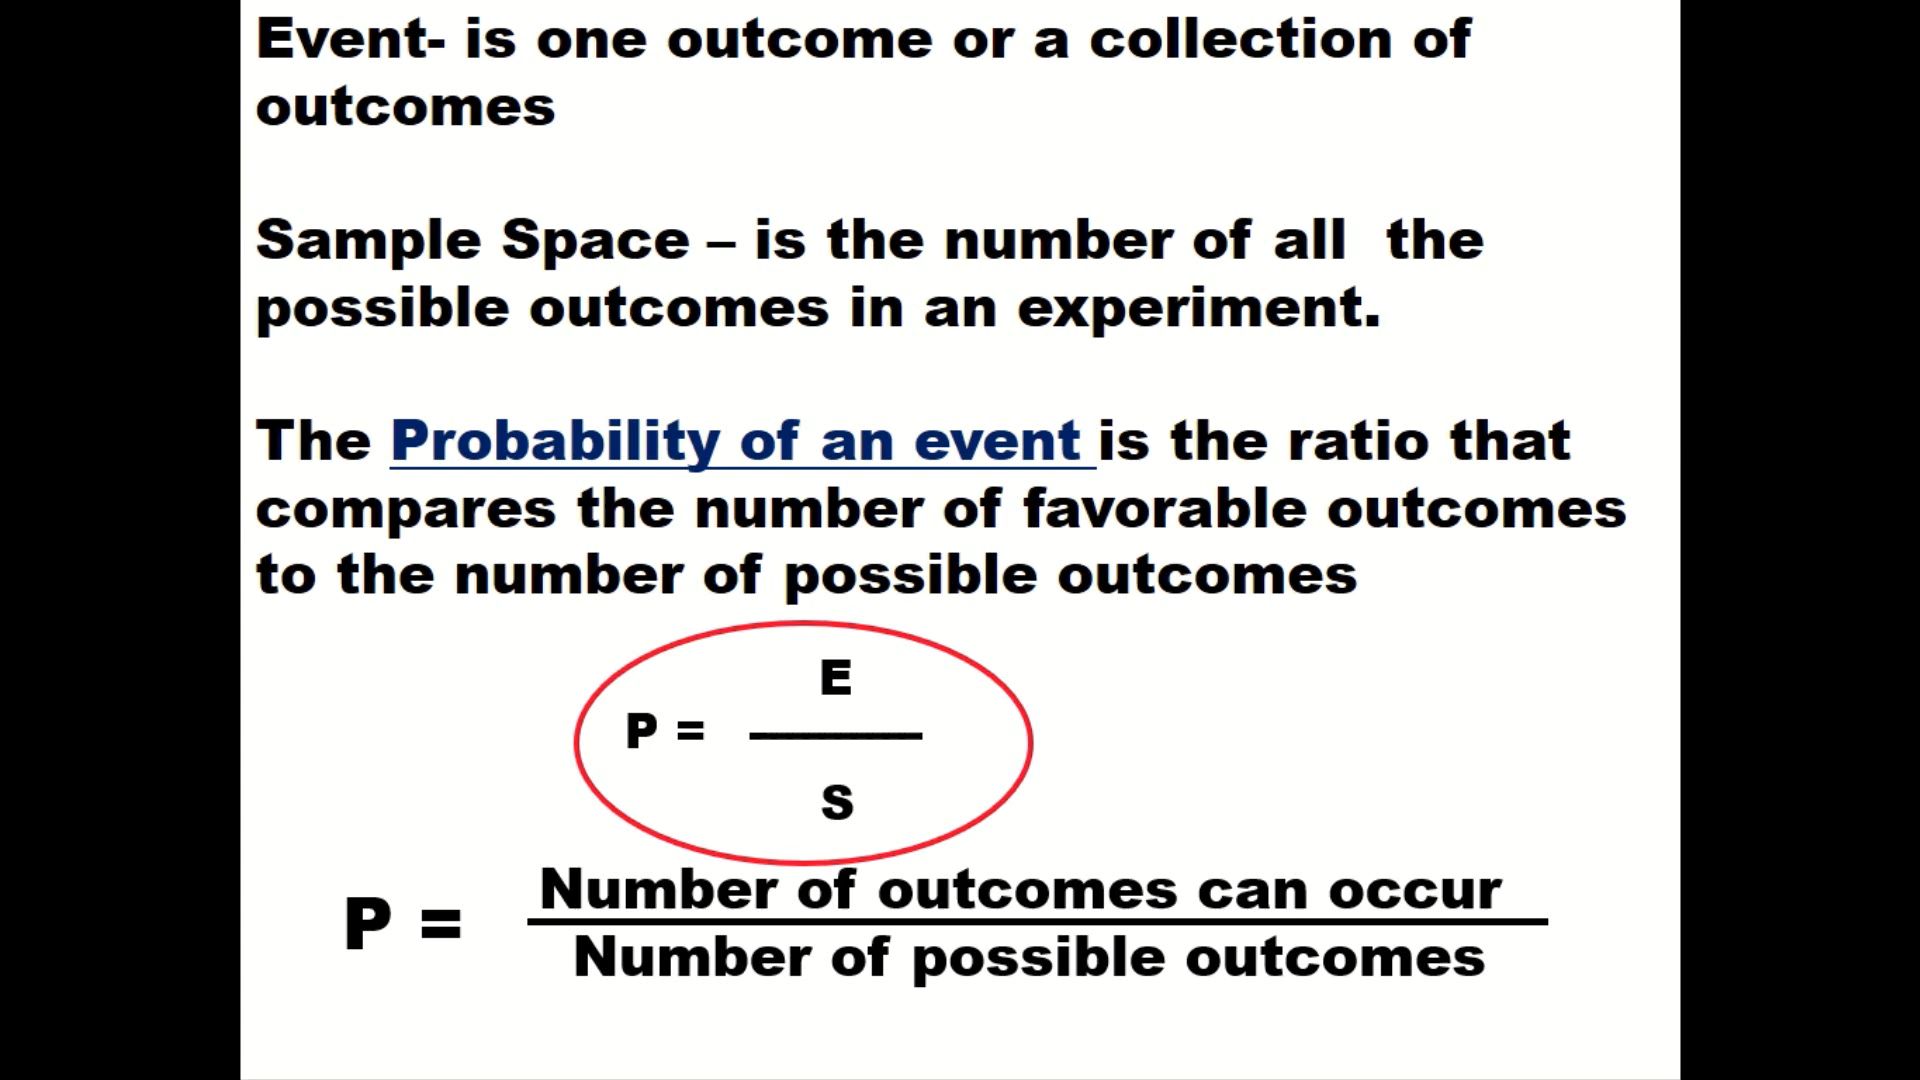 Event- is one outcome or a collection of
outcomes
Sample Space – is the number of all  the
possible outcomes in an experiment.
The Probability of an event is the ratio that
compares the number of favorable outcomes
to the number of possible outcomes
E
P =
S
Number of outcomes can occur
P =
Number of possible outcomes